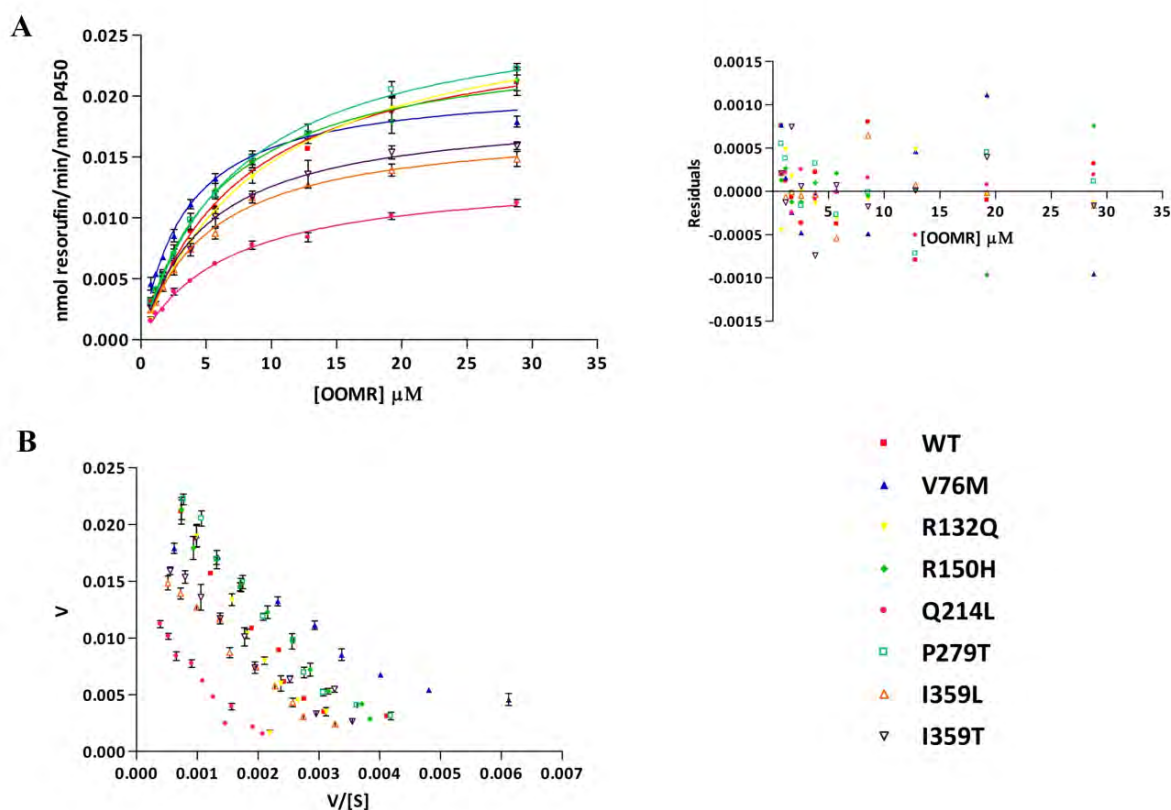 A
nmol resorufin/min/nmol P450
0.025
0.020
0.015
0.010
0.005
0.000
0 5 10 15 20 25 30 35
[OOMR] µM
Residuals
0.0015
0.0010
0.0005
0.0000
-0.0005
-0.0010
-0.0015
5 10 15 20 25 30 35
[OOMR] µM
B
V
0.025
0.020
0.015
0.010
0.005
0.000
0.000 0.001 0.002 0.003 0.004 0.005 0.006 0.007
V/[S]
WT
V76M
R132Q
R150H
Q214L
P279T
I359L
I359T